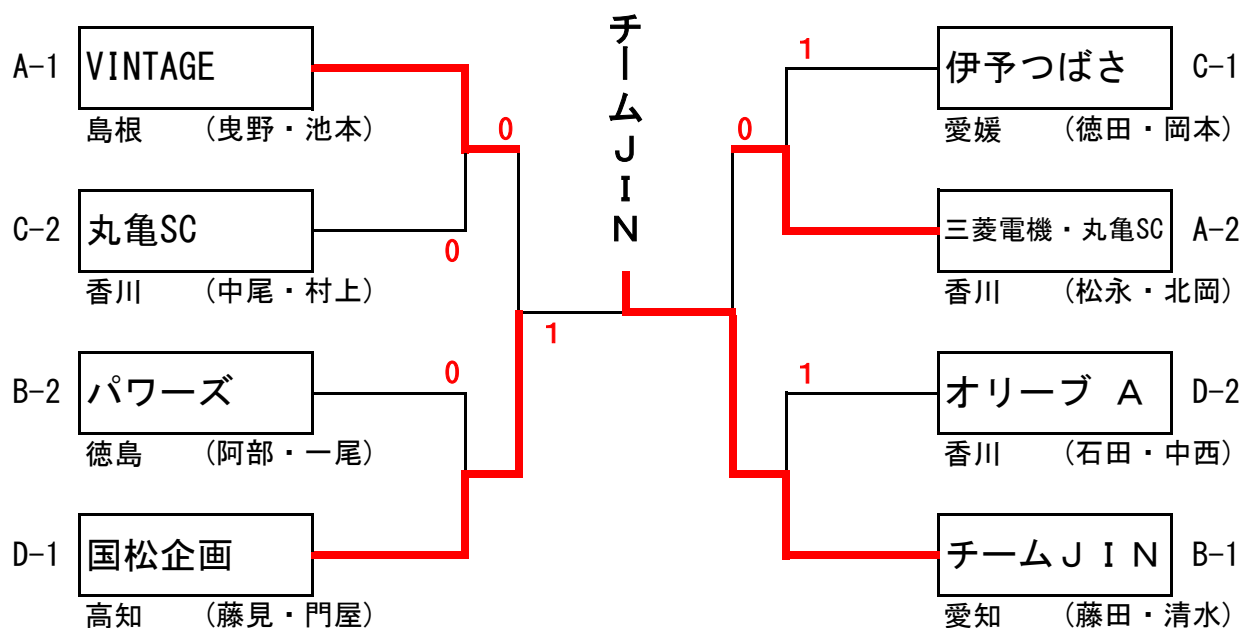 チームJIN
A-1 VINTAGE
島根 (曳野・池本)
0
C-2 丸亀SC
0
香川 (中尾・村上)
1
B-2 パワーズ
0
徳島 (阿部・一尾)
D-1 国松企画
高知 (藤見・門屋)
1
伊予つばさ C-1
愛媛 (徳田・岡本)
0
三菱電機・丸亀SC A-2
香川 (松永・北岡)
1
オリーブ A D-2
香川 (石田・中西)
チームJIN B-1
愛知 (藤田・清水)